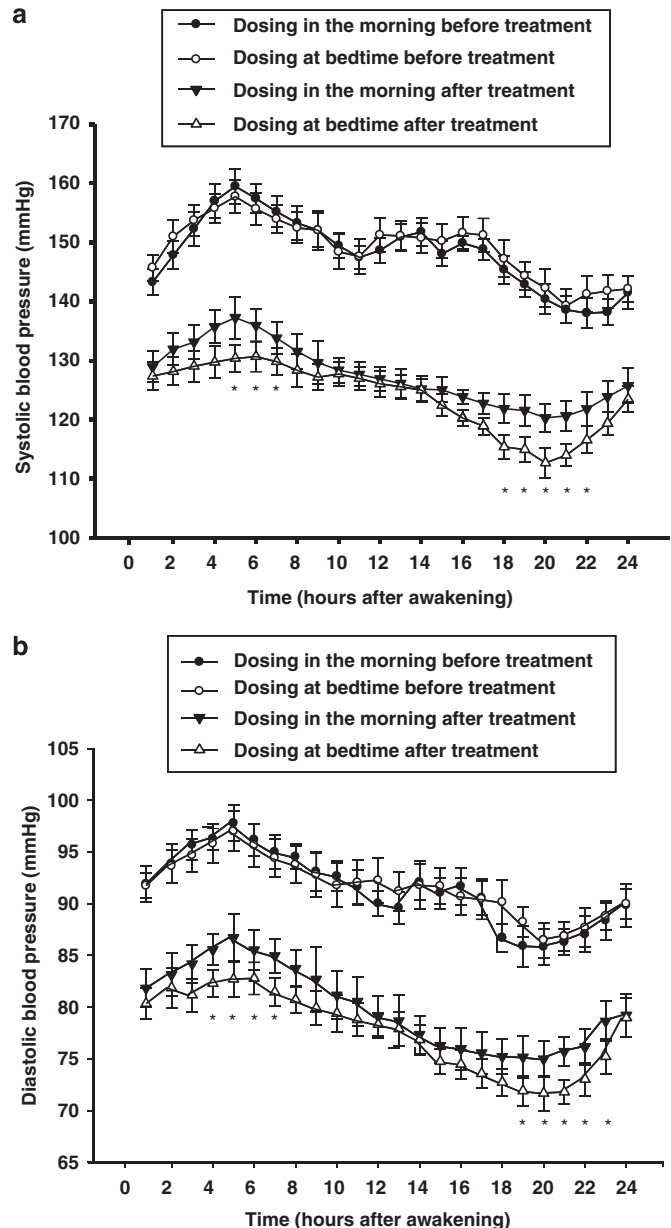 a
Dosing in the morning before treatment
Dosing at bedtime before treatment
Dosing in the morning after treatment
Dosing at bedtime after treatment
170
160
150
140
130
120
110
100
Systolic blood pressure (mmHg)
* * *
* * * * *
0 2 4 6 8 10 12 14 16 18 20 22 24
Time (hours after awakening)
b
Dosing in the morning before treatment
Dosing at bedtime before treatment
Dosing in the morning after treatment
Dosing at bedtime after treatment
105
100
95
90
85
80
75
70
65
Diastolic blood pressure (mmHg)
* * * *
* * * * *
0 2 4 6 8 10 12 14 16 18 20 22 24
Time (hours after awakening)